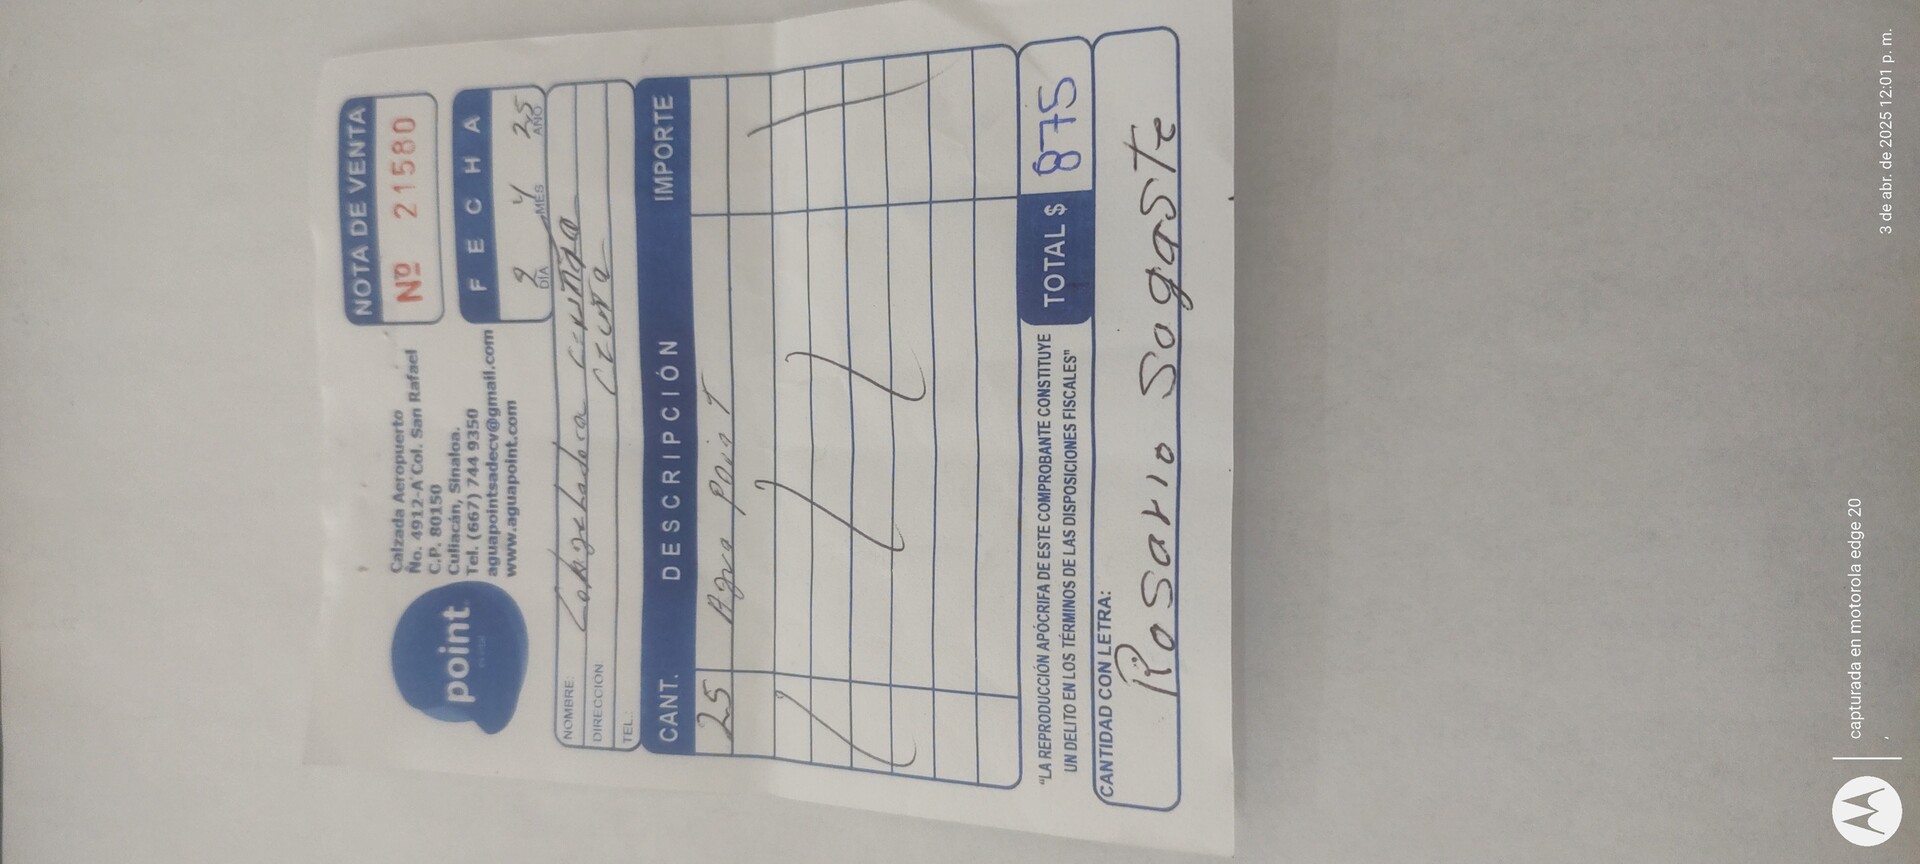 point
Calzada Aeropuerto
No. 4912-A Col. San Rafael
C.P. 80150
Culiacán, Sinaloa.
Tel. (667) 744 9350
aguapointsadecv@gmail.com
www.aguapoint.com
NOTA DE VENTA
Nº 21580
FECHA
2 4 25
DÍA MES AÑO
NOMBRE:
DIRECCION
TEL.:
CANT. DESCRIPCIÓN IMPORTE
25 Agua Point
"LA REPRODUCCIÓN APÓCRIFA DE ESTE COMPROBANTE CONSTITUYE
UN DELITO EN LOS TÉRMINOS DE LAS DISPOSICIONES FISCALES"
TOTAL $ 875
CANTIDAD CON LETRA:
Rosario Sogaste
capturada en motorola edge 20
3 de abr. de 2025 12:01 p. m.